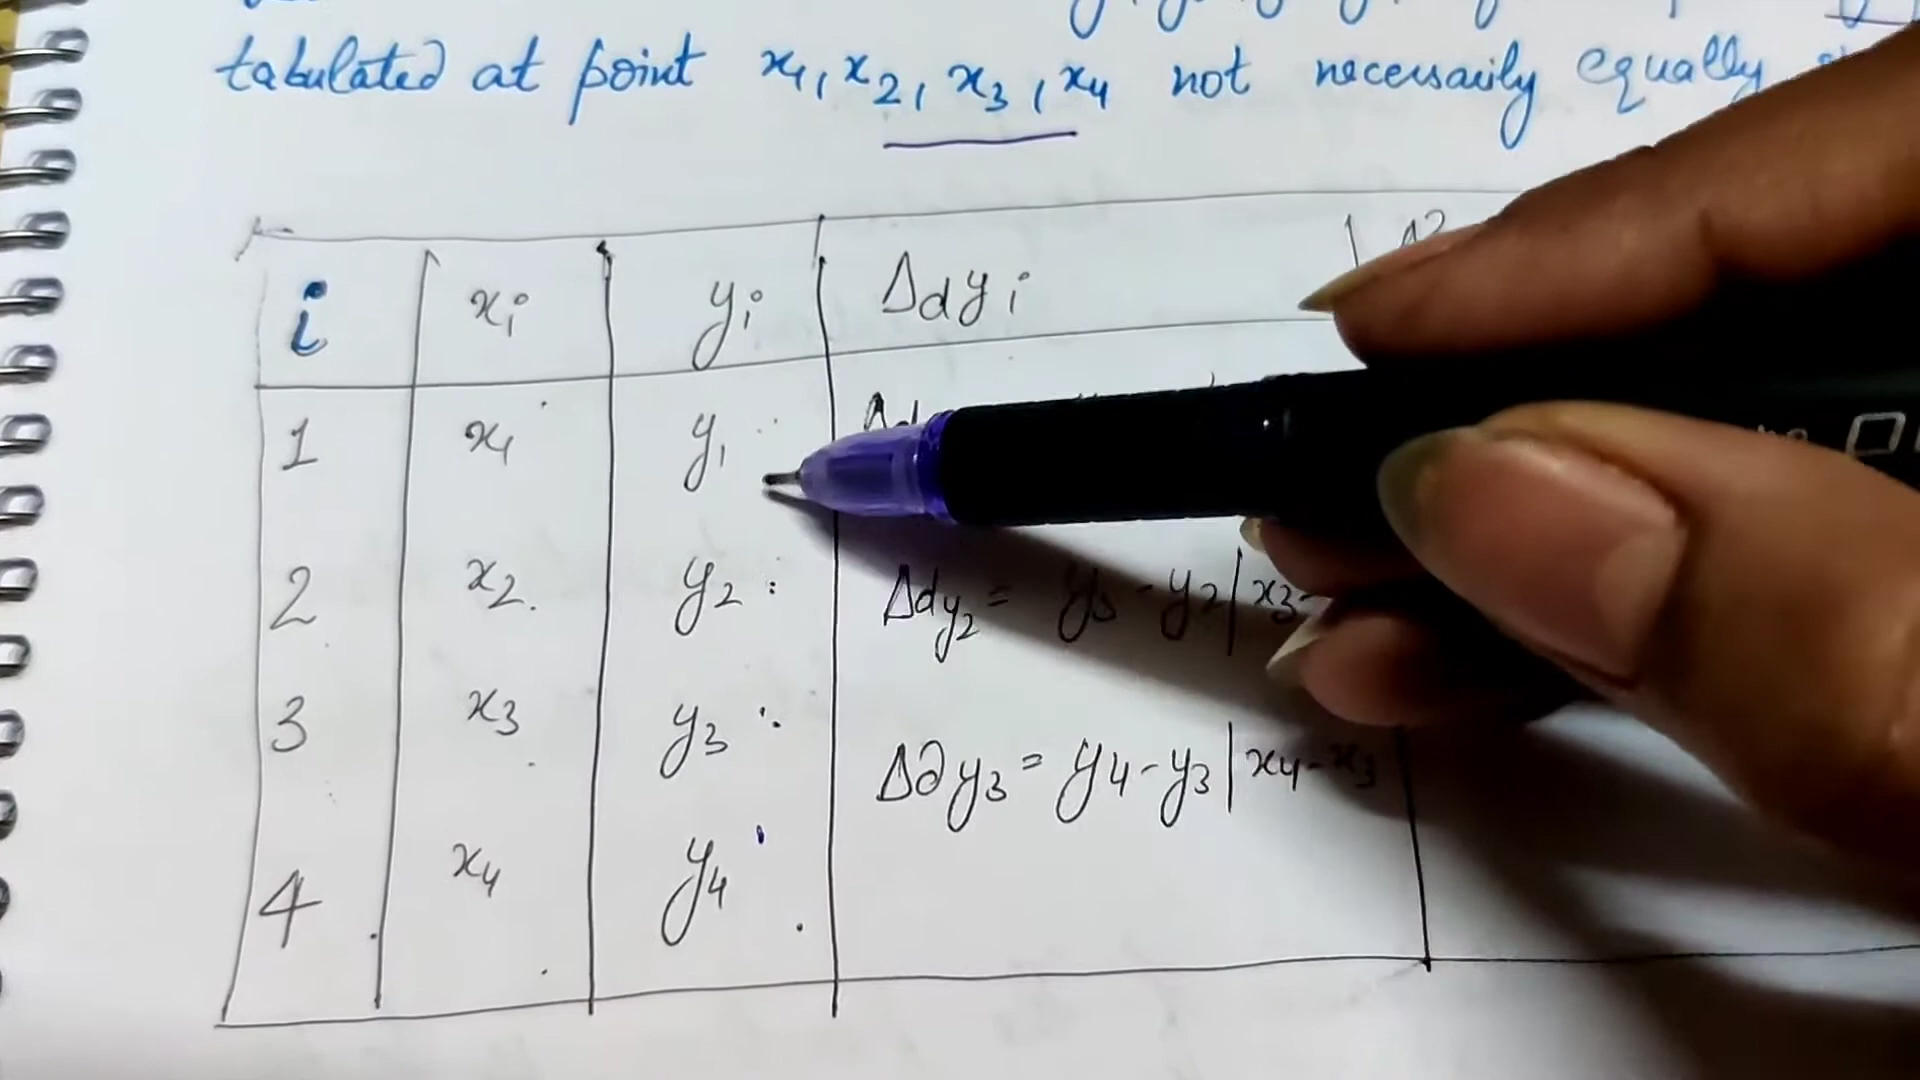 tabulated at point x1, x2, x3, x4 not necessarily equally
i xi yi Δdyi
1 x1 y1
2 x2 y2 Δdy2 = y3 - y2 | x3 -
3 x3 y3 Δ∂y3 = y4 - y3 | x4 - x3
4 x4 y4